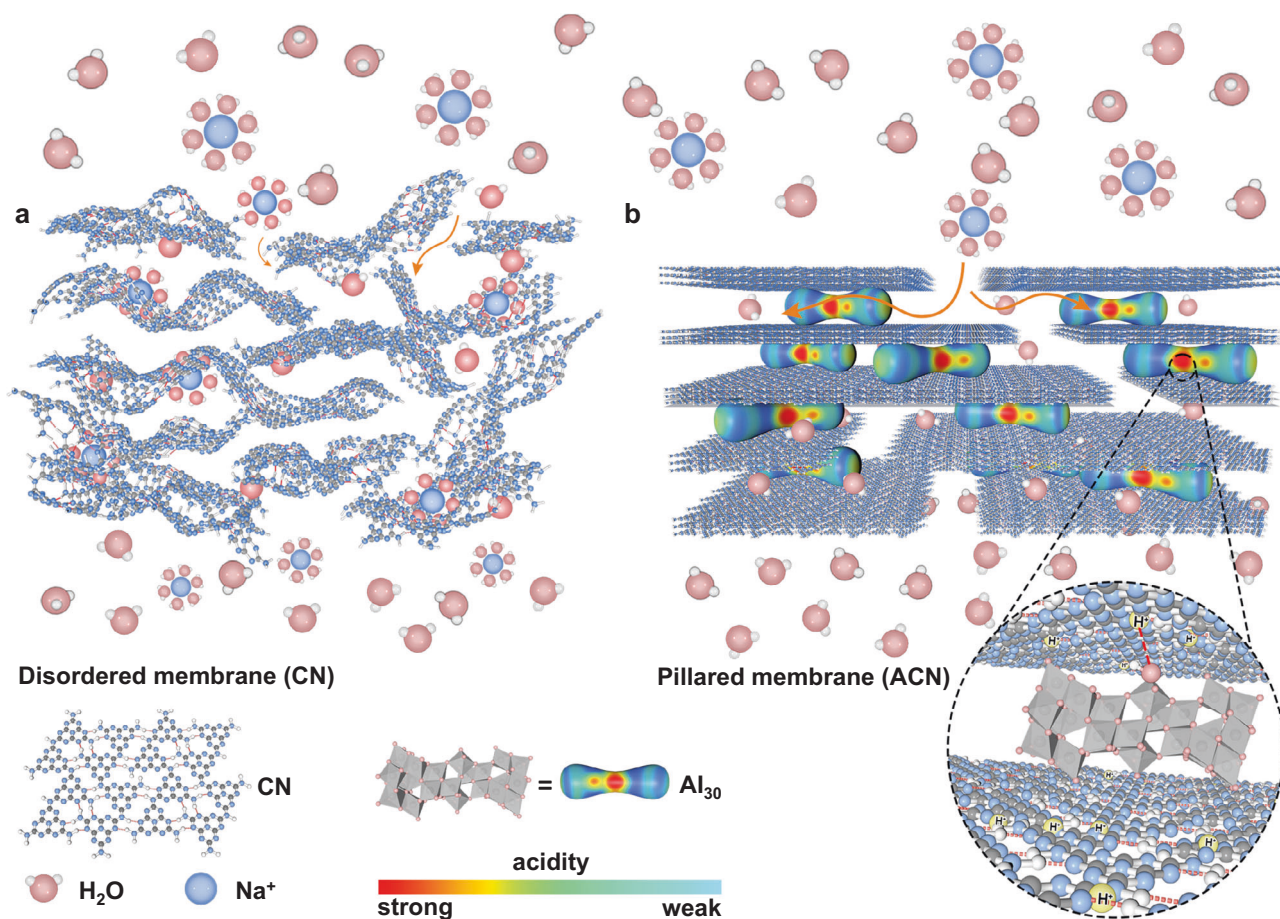 a
b
Disordered membrane (CN)
Pillared membrane (ACN)
CN
=
Al₃₀
H₂O
Na⁺
acidity
strong
weak
H⁺
H⁺
H⁺
H⁺
H⁺
H⁺
H⁺
H⁺
H⁺
H⁺